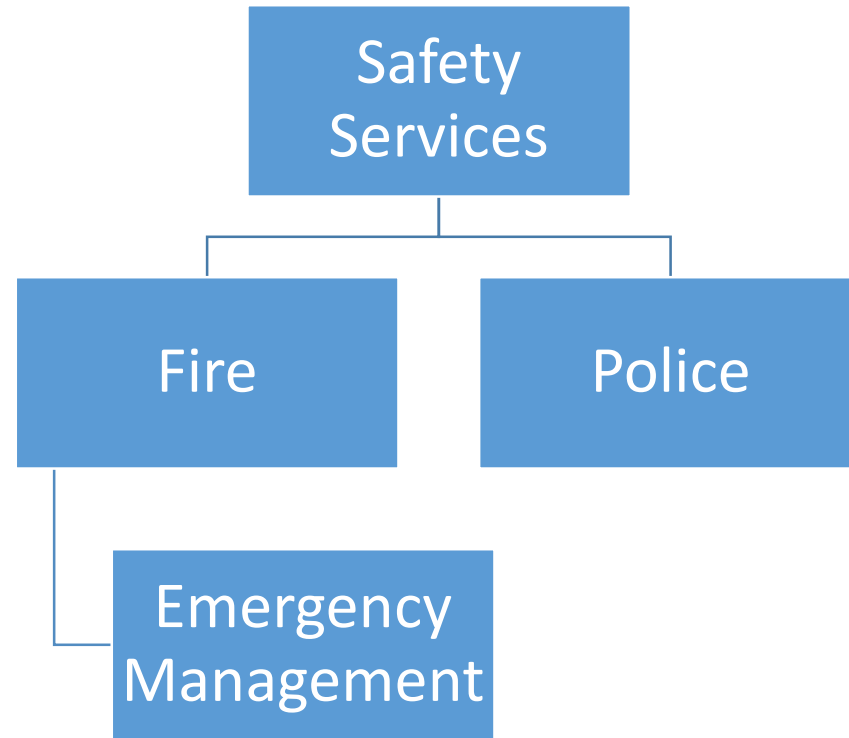 Safety
Services
Fire
Police
Emergency
Management